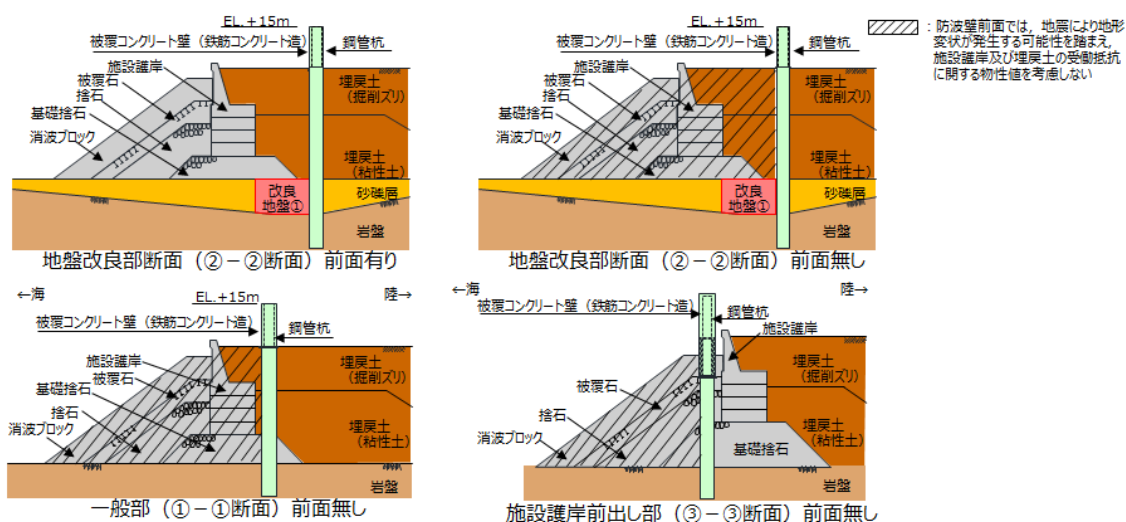 EL.+15m
被覆コンクリート壁（鉄筋コンクリート造）
鋼管杭
施設護岸
被覆石
捨石
基礎捨石
消波ブロック
埋戻土
（掘削ズリ）
埋戻土
（粘性土）
改良
地盤①
砂礫層
岩盤
地盤改良部断面（②－②断面）前面有り
EL.+15m
被覆コンクリート壁（鉄筋コンクリート造）
鋼管杭
施設護岸
被覆石
捨石
基礎捨石
消波ブロック
埋戻土
（掘削ズリ）
埋戻土
（粘性土）
改良
地盤①
砂礫層
岩盤
地盤改良部断面（②－②断面）前面無し
：防波壁前面では，地震により地形
変状が発生する可能性を踏まえ，
施設護岸及び埋戻土の受働抵抗
に関する物性値を考慮しない
←海
陸→
EL.+15m
被覆コンクリート壁（鉄筋コンクリート造）
鋼管杭
施設護岸
被覆石
基礎捨石
捨石
消波ブロック
埋戻土
（掘削ズリ）
埋戻土
（粘性土）
岩盤
一般部（①－①断面）前面無し
←海
陸→
EL.+15m
被覆コンクリート壁（鉄筋コンクリート造）
鋼管杭
施設護岸
被覆石
捨石
消波ブロック
埋戻土
（掘削ズリ）
埋戻土
（粘性土）
基礎捨石
岩盤
施設護岸前出し部（③－③断面）前面無し